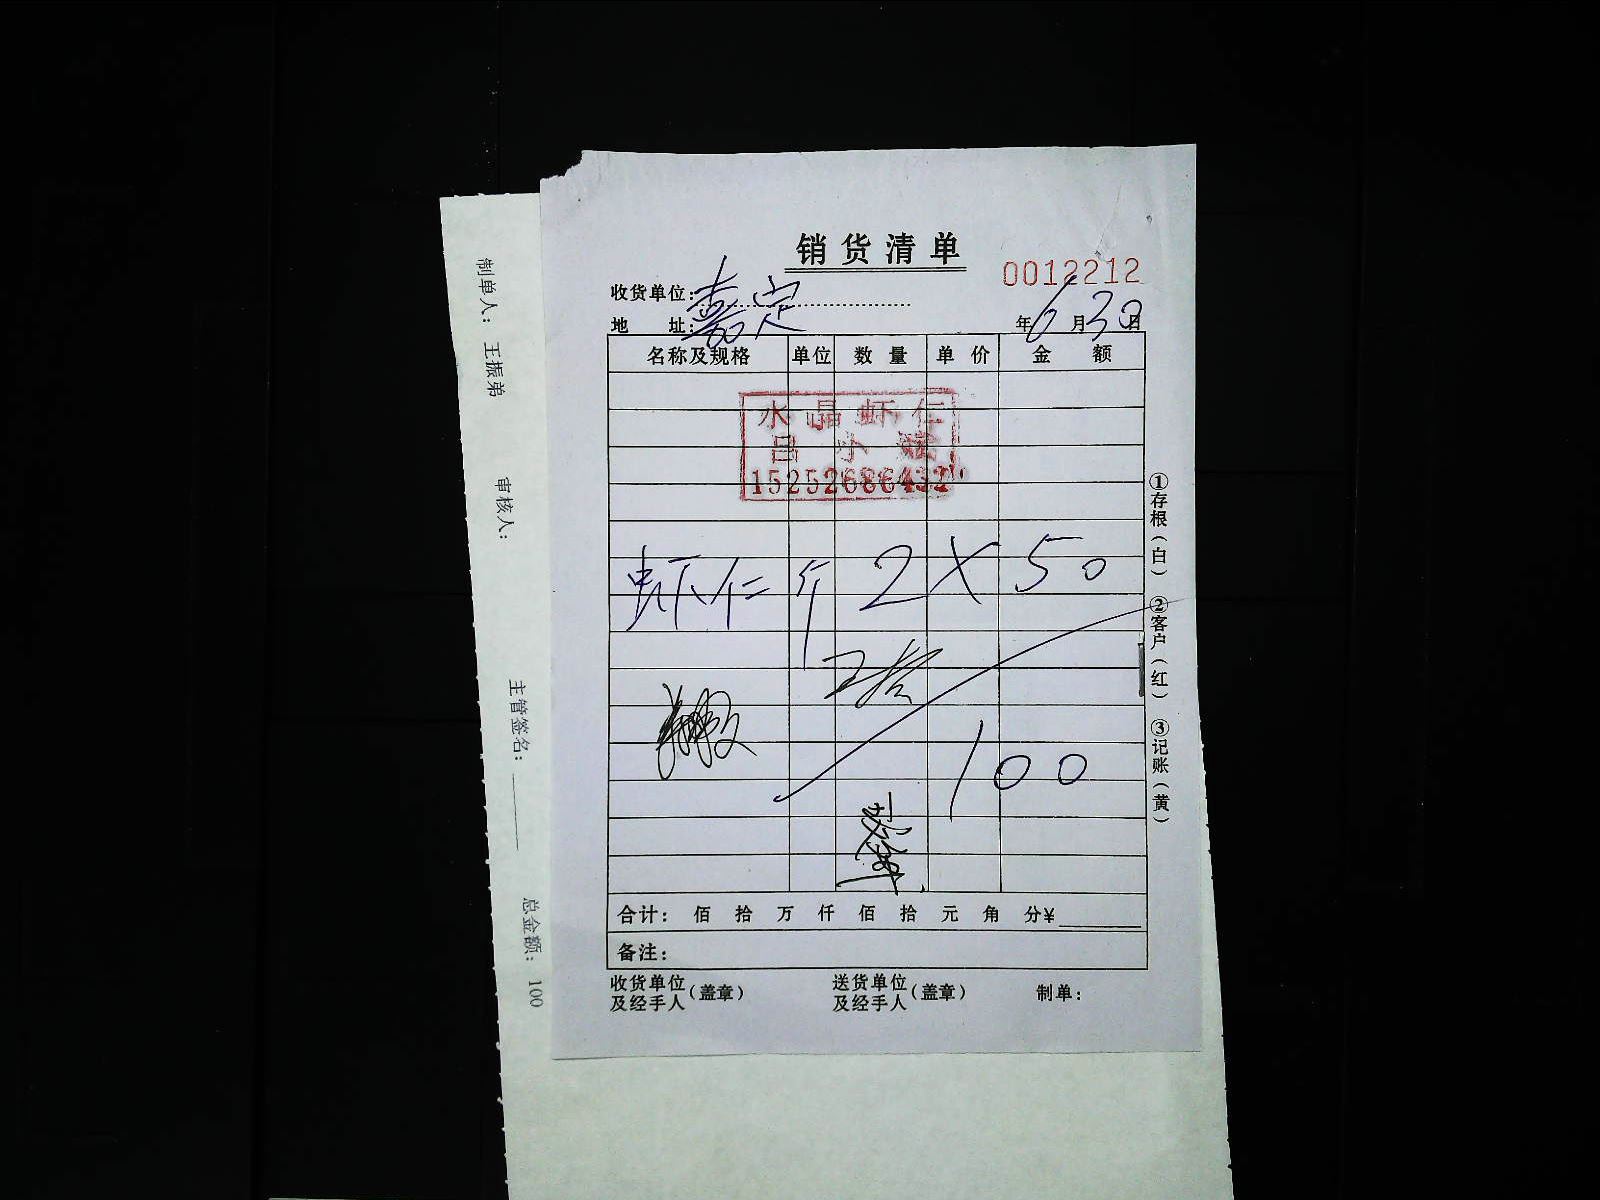 销货清单
0012212
收货单位：嘉定
地 址：
年6月30日
名称及规格 单位 数量 单价 金额
水晶虾仁
吕小斌
15252686432
虾仁 斤 2×50
100
合计： 佰 拾 万 仟 佰 拾 元 角 分¥
备注：
收货单位及经手人（盖章）
送货单位及经手人（盖章）
制单：
①存根（白） ②客户（红） ③记账（黄）
制单人： 王振弟 审核人： 主管签名： 总金额： 100